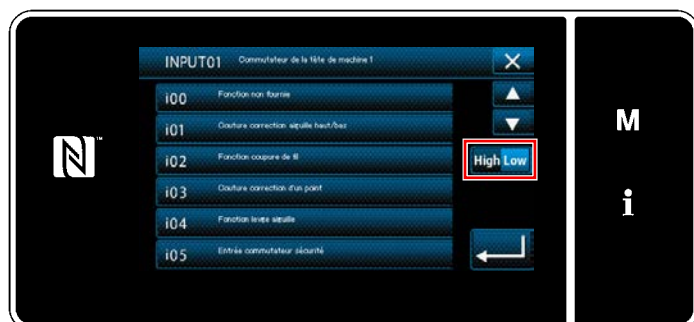 INPUT01 Commutateur de la tête de machine 1
i00 Fonction non fournie
i01 Couture correction aiguille haut/bas
i02 Fonction coupure de fil
High Low
i03 Couture correction d'un point
i04 Fonction levée aiguille
i05 Entrée commutateur sécurité
M
i